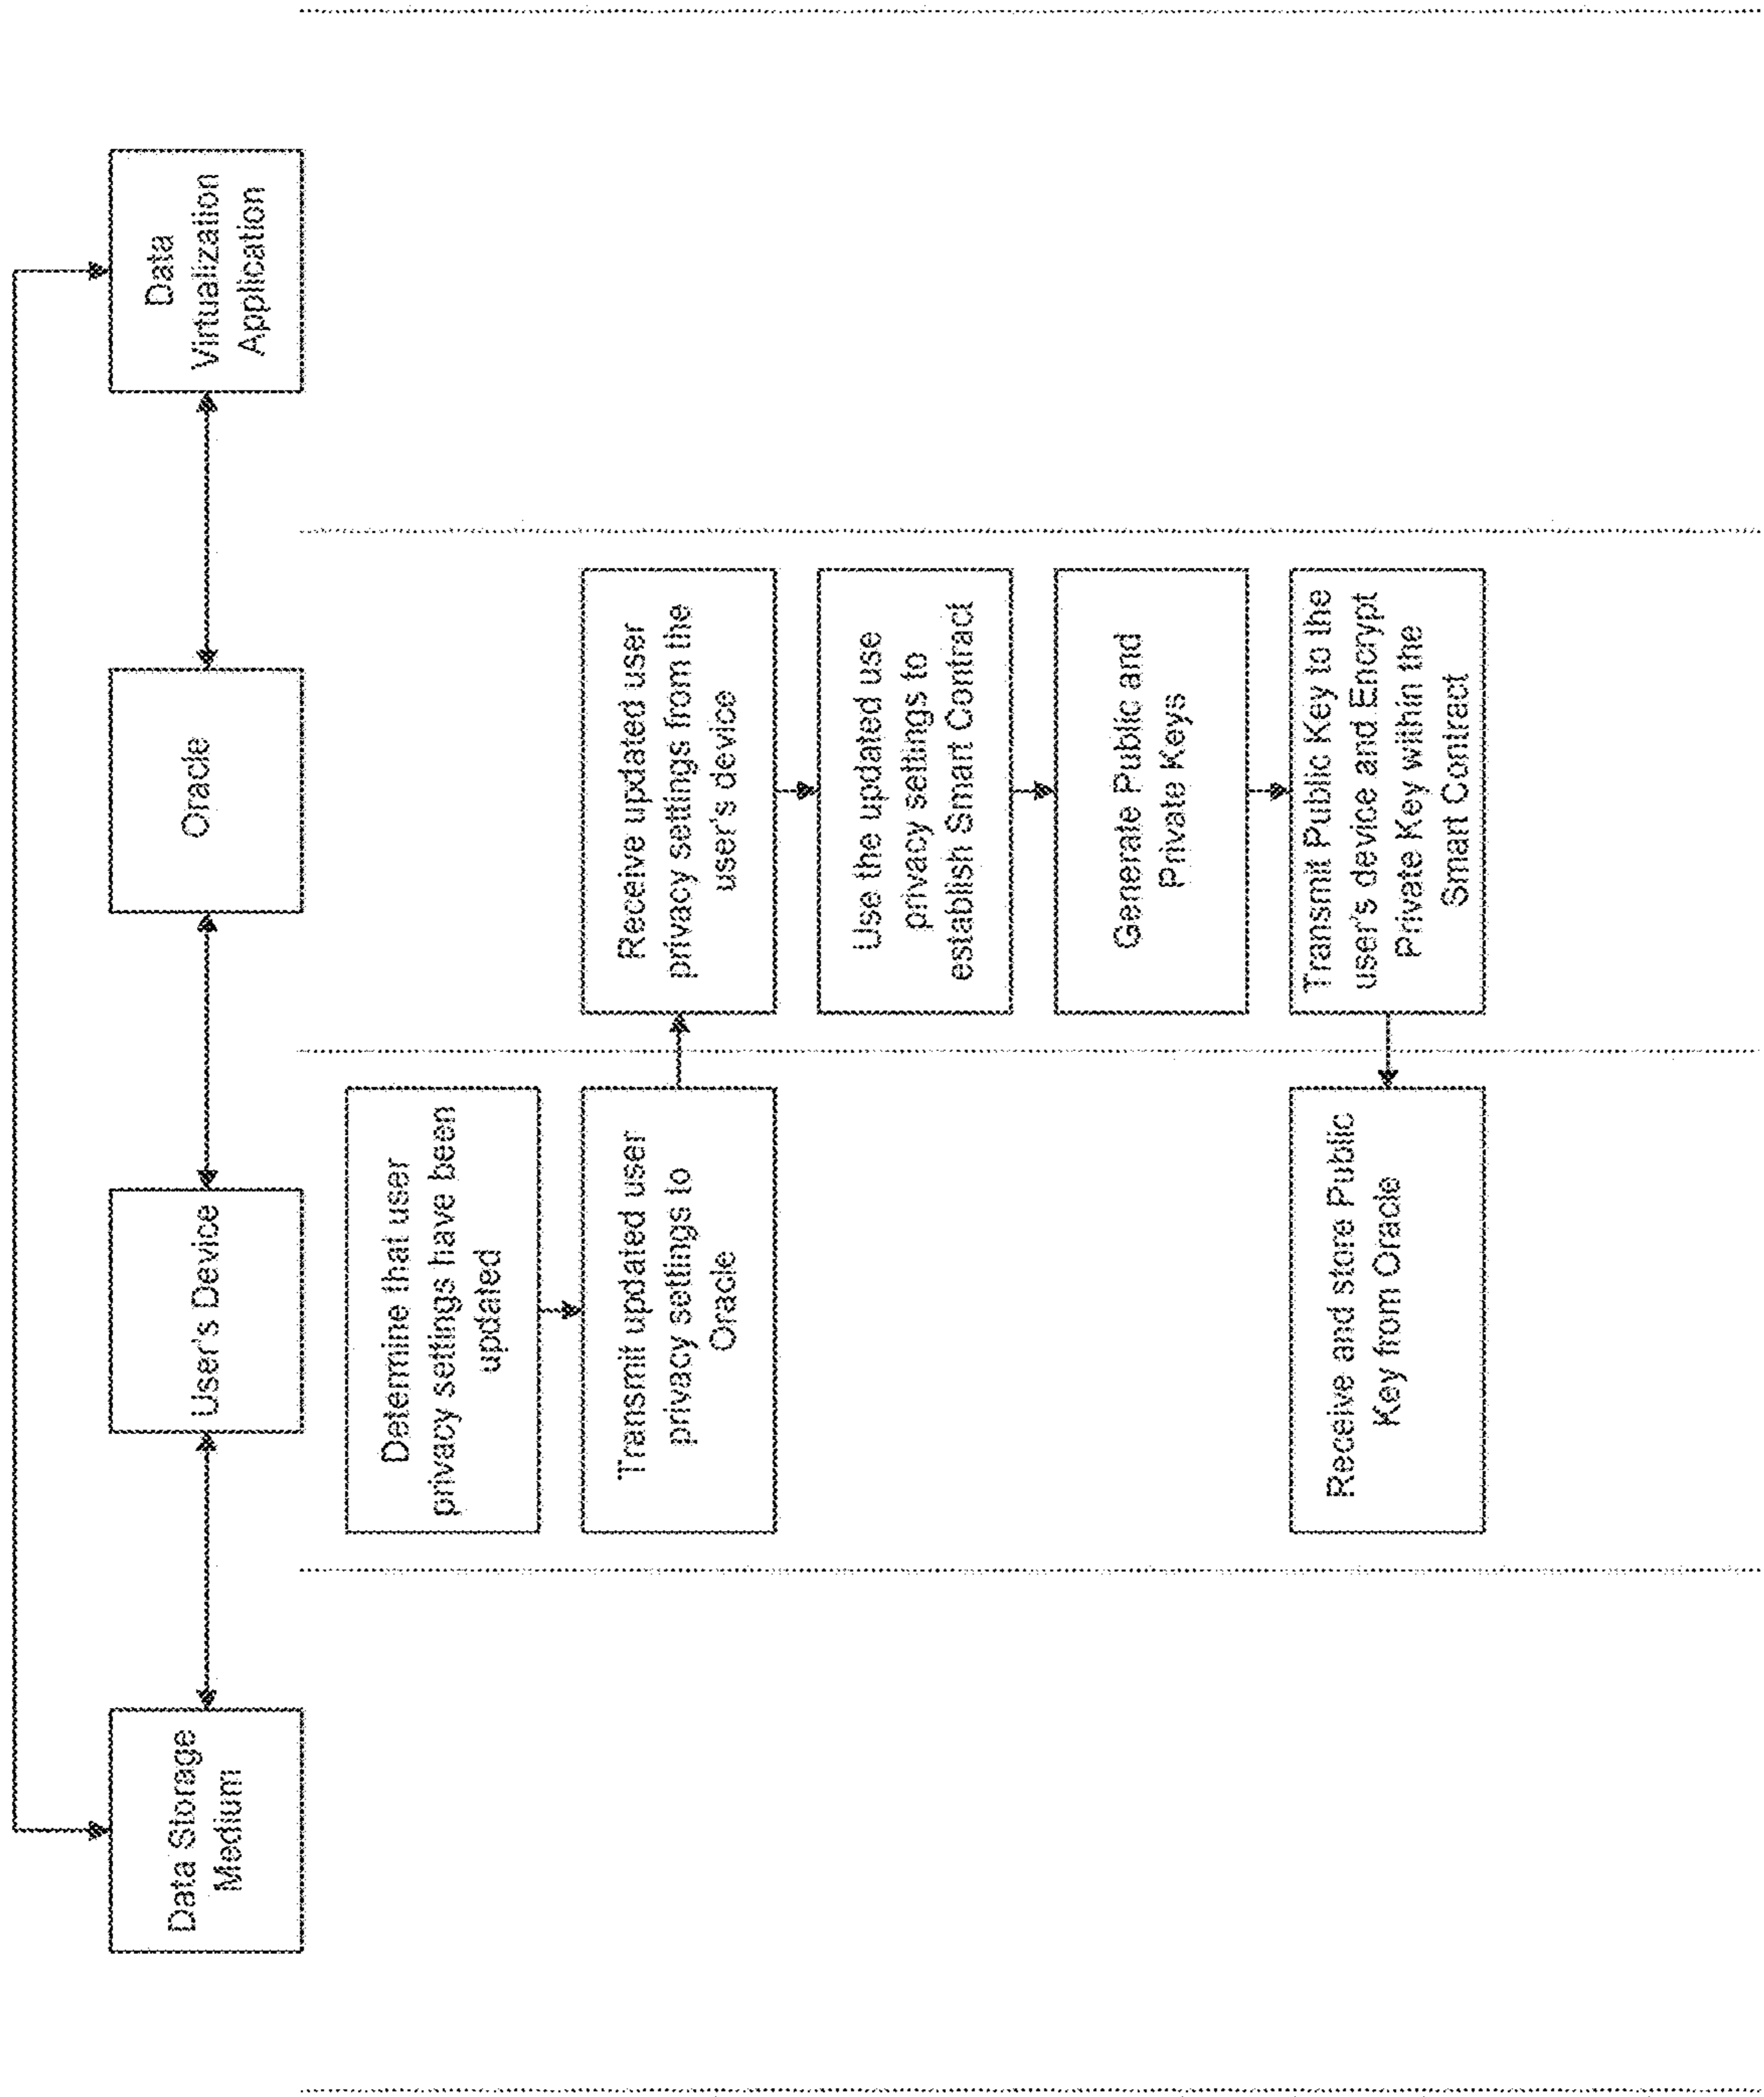 Data Storage
Medium
User's Device
Oracle
Data
Virtualization
Application
Determine that user
privacy settings have been
updated
Transmit updated user
privacy settings to
Oracle
Receive updated user
privacy settings from the
user's device
Use the updated use
privacy settings to
establish Smart Contract
Generate Public and
Private Keys
Transmit Public Key to the
user's device and Encrypt
Private Key within the
Smart Contract
Receive and store Public
Key from Oracle